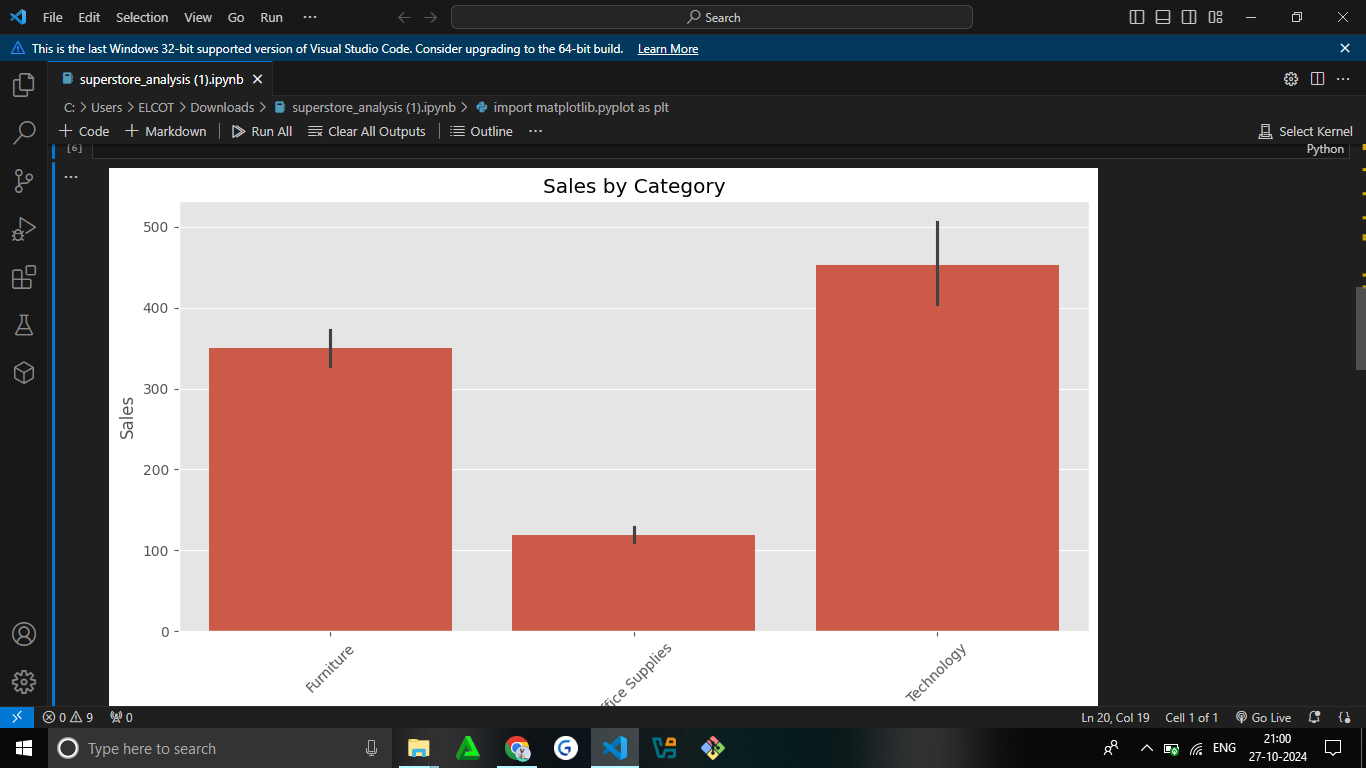 File Edit Selection View Go Run ··· Search
This is the last Windows 32-bit supported version of Visual Studio Code. Consider upgrading to the 64-bit build. Learn More
superstore_analysis (1).ipynb
C: > Users > ELCOT > Downloads > superstore_analysis (1).ipynb > import matplotlib.pyplot as plt
+ Code + Markdown Run All Clear All Outputs Outline ··· Select Kernel
[6] Python
Sales by Category
500
400
300
200
100
0
Sales
Furniture
Supplies
Technology
0 9 0 Ln 20, Col 19 Cell 1 of 1 Go Live
Type here to search ENG 21:00
27-10-2024